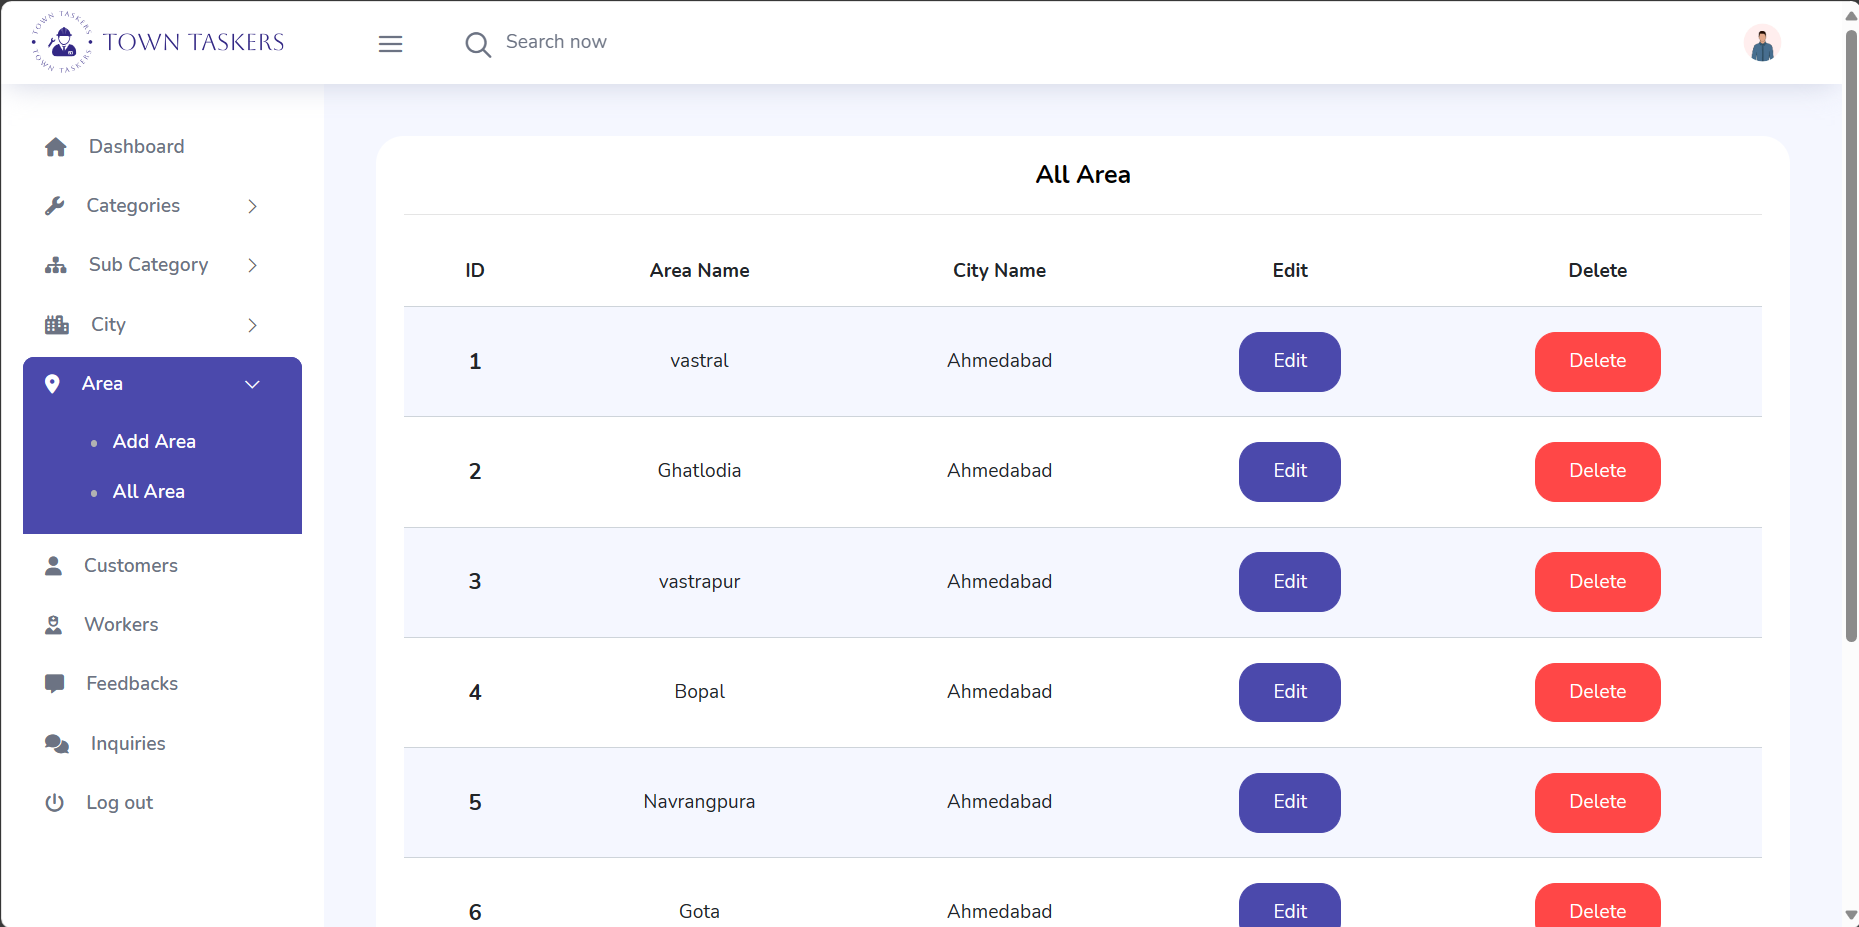 TOWN TASKERS
TOWN TASKERS
TOWN TASKERS
Search now
Dashboard
Categories
Sub Category
City
Area
Add Area
All Area
Customers
Workers
Feedbacks
Inquiries
Log out
All Area
ID Area Name City Name Edit Delete
1 vastral Ahmedabad Edit Delete
2 Ghatlodia Ahmedabad Edit Delete
3 vastrapur Ahmedabad Edit Delete
4 Bopal Ahmedabad Edit Delete
5 Navrangpura Ahmedabad Edit Delete
6 Gota Ahmedabad Edit Delete